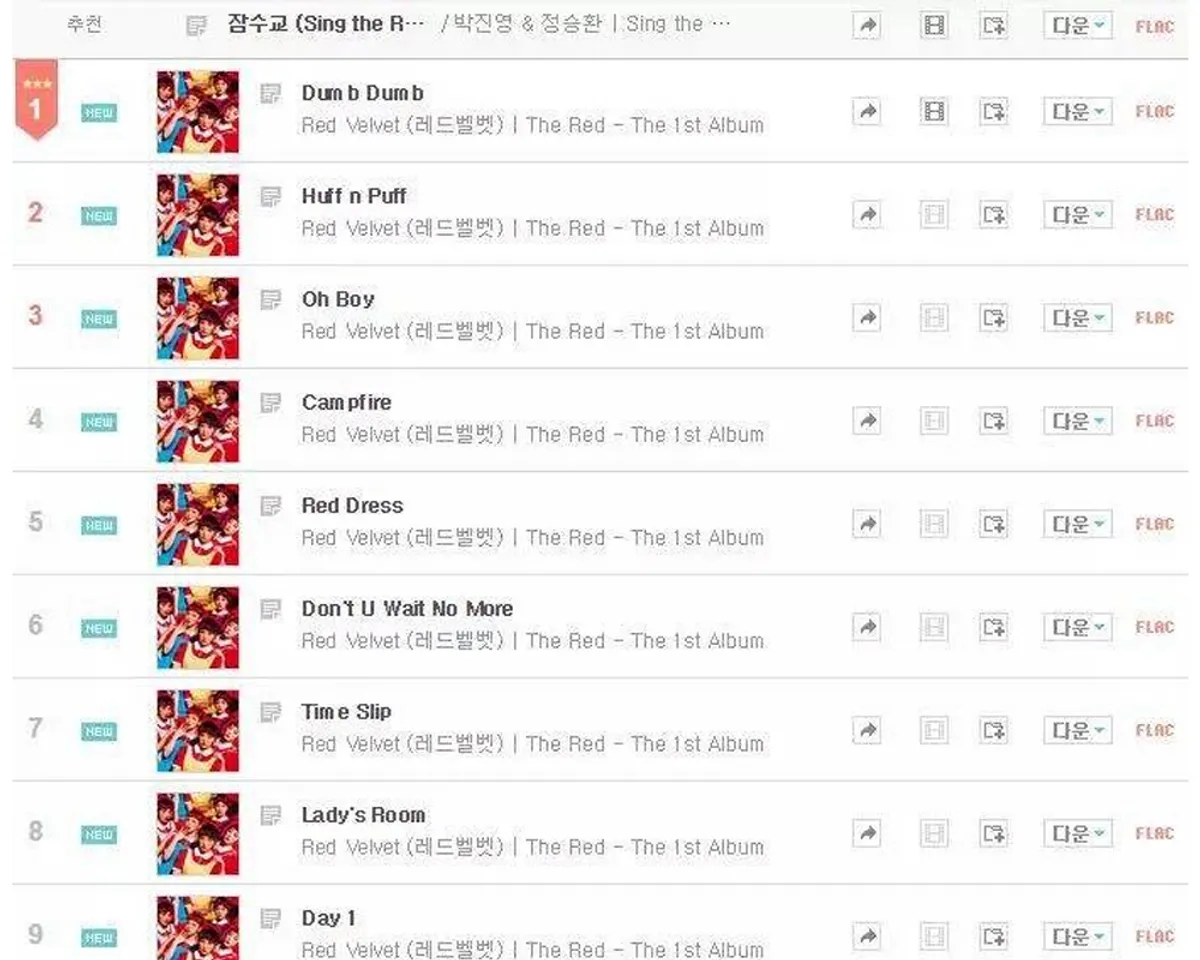 추천 잠수교 (Sing the R… / 박진영 & 정승환 | Sing the … 다운 FLAC
1 NEW Dumb Dumb 다운 FLAC
Red Velvet (레드벨벳) | The Red - The 1st Album
2 NEW Huff n Puff 다운 FLAC
Red Velvet (레드벨벳) | The Red - The 1st Album
3 NEW Oh Boy 다운 FLAC
Red Velvet (레드벨벳) | The Red - The 1st Album
4 NEW Campfire 다운 FLAC
Red Velvet (레드벨벳) | The Red - The 1st Album
5 NEW Red Dress 다운 FLAC
Red Velvet (레드벨벳) | The Red - The 1st Album
6 NEW Don't U Wait No More 다운 FLAC
Red Velvet (레드벨벳) | The Red - The 1st Album
7 NEW Time Slip 다운 FLAC
Red Velvet (레드벨벳) | The Red - The 1st Album
8 NEW Lady's Room 다운 FLAC
Red Velvet (레드벨벳) | The Red - The 1st Album
9 NEW Day 1 다운 FLAC
Red Velvet (레드벨벳) | The Red - The 1st Album